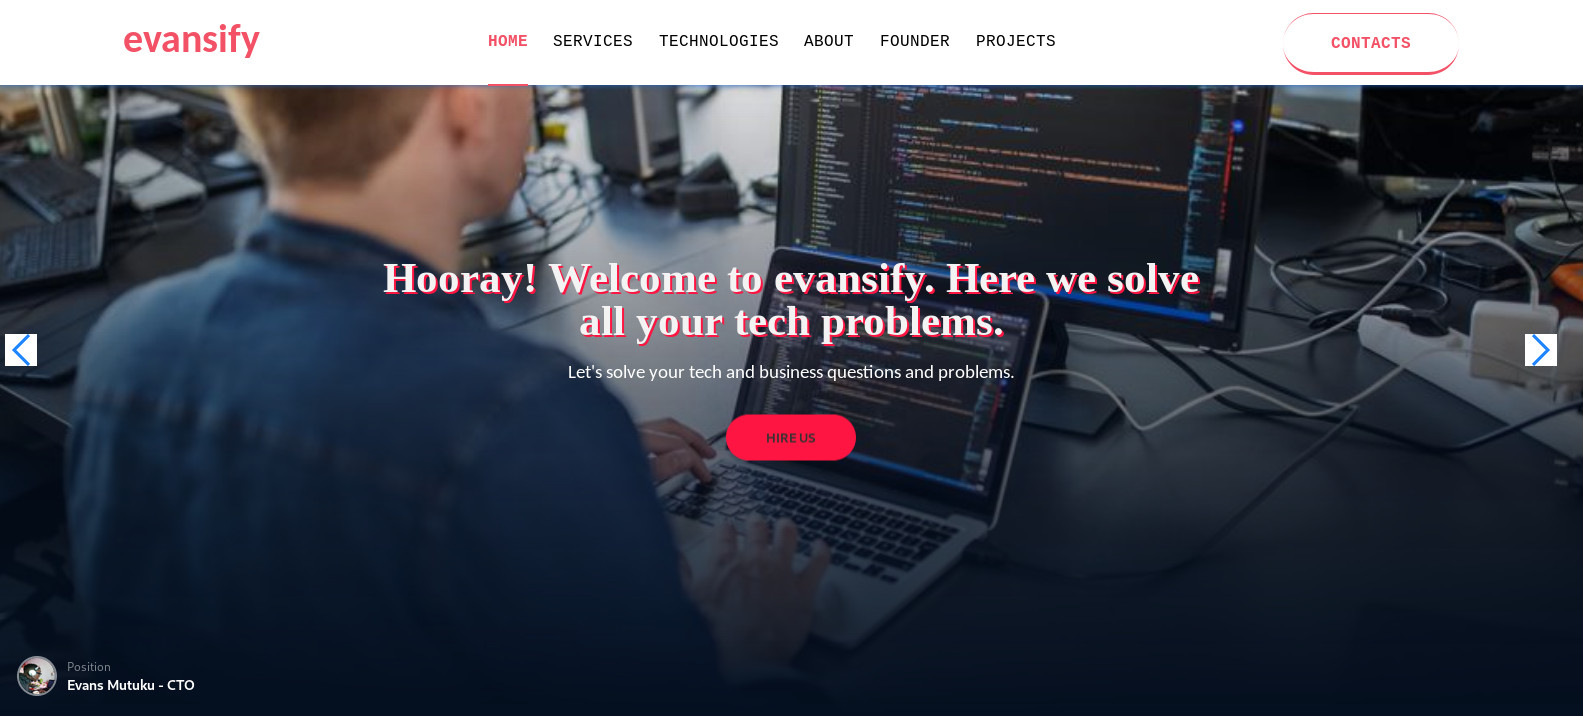 evansify
HOME SERVICES TECHNOLOGIES ABOUT FOUNDER PROJECTS
CONTACTS
Hooray! Welcome to evansify. Here we solve
all your tech problems.
Let's solve your tech and business questions and problems.
HIRE US
Position
Evans Mutuku - CTO